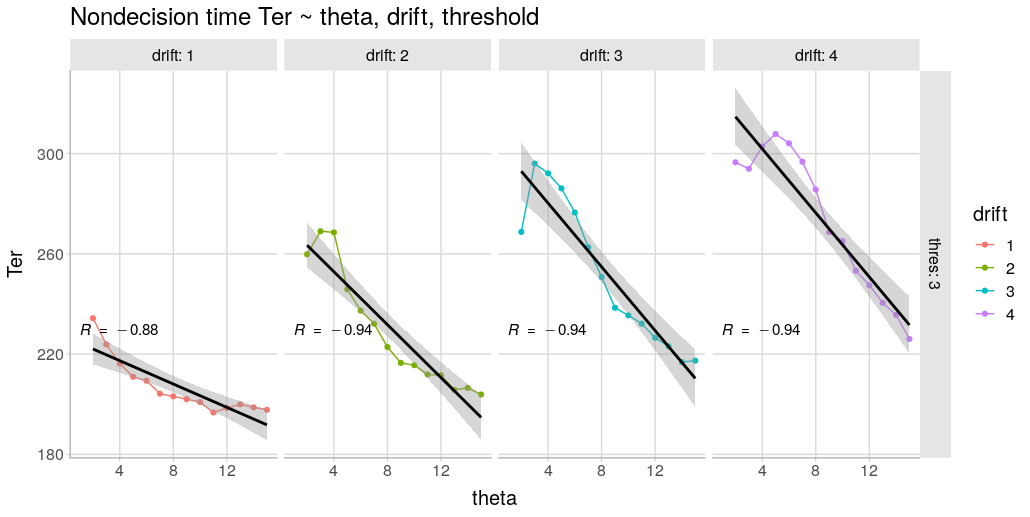 Nondecision time Ter ~ theta, drift, threshold
drift: 1
drift: 2
drift: 3
drift: 4
thres: 3
Ter
300
260
220
180
R = −0.88
R = −0.94
R = −0.94
R = −0.94
4 8 12
4 8 12
4 8 12
4 8 12
theta
drift
1
2
3
4